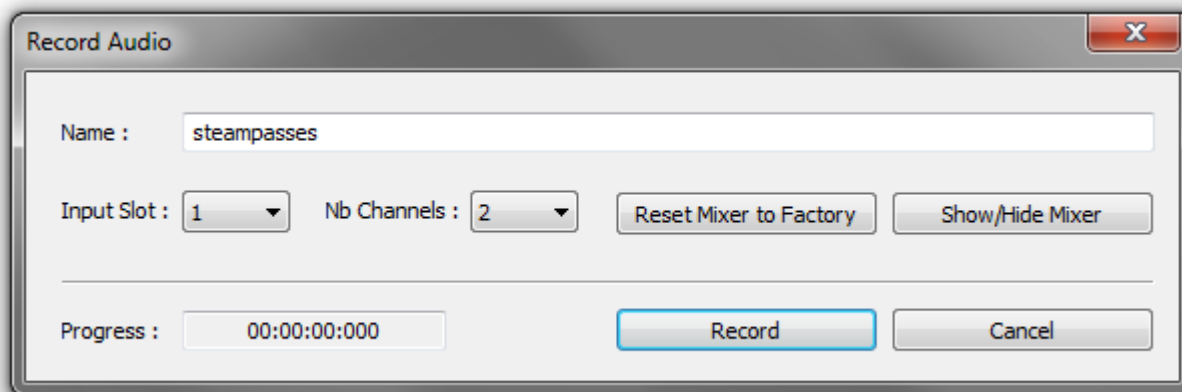 Record Audio
Name : steampasses
Input Slot : 1 Nb Channels : 2 Reset Mixer to Factory Show/Hide Mixer
Progress : 00:00:00:000 Record Cancel